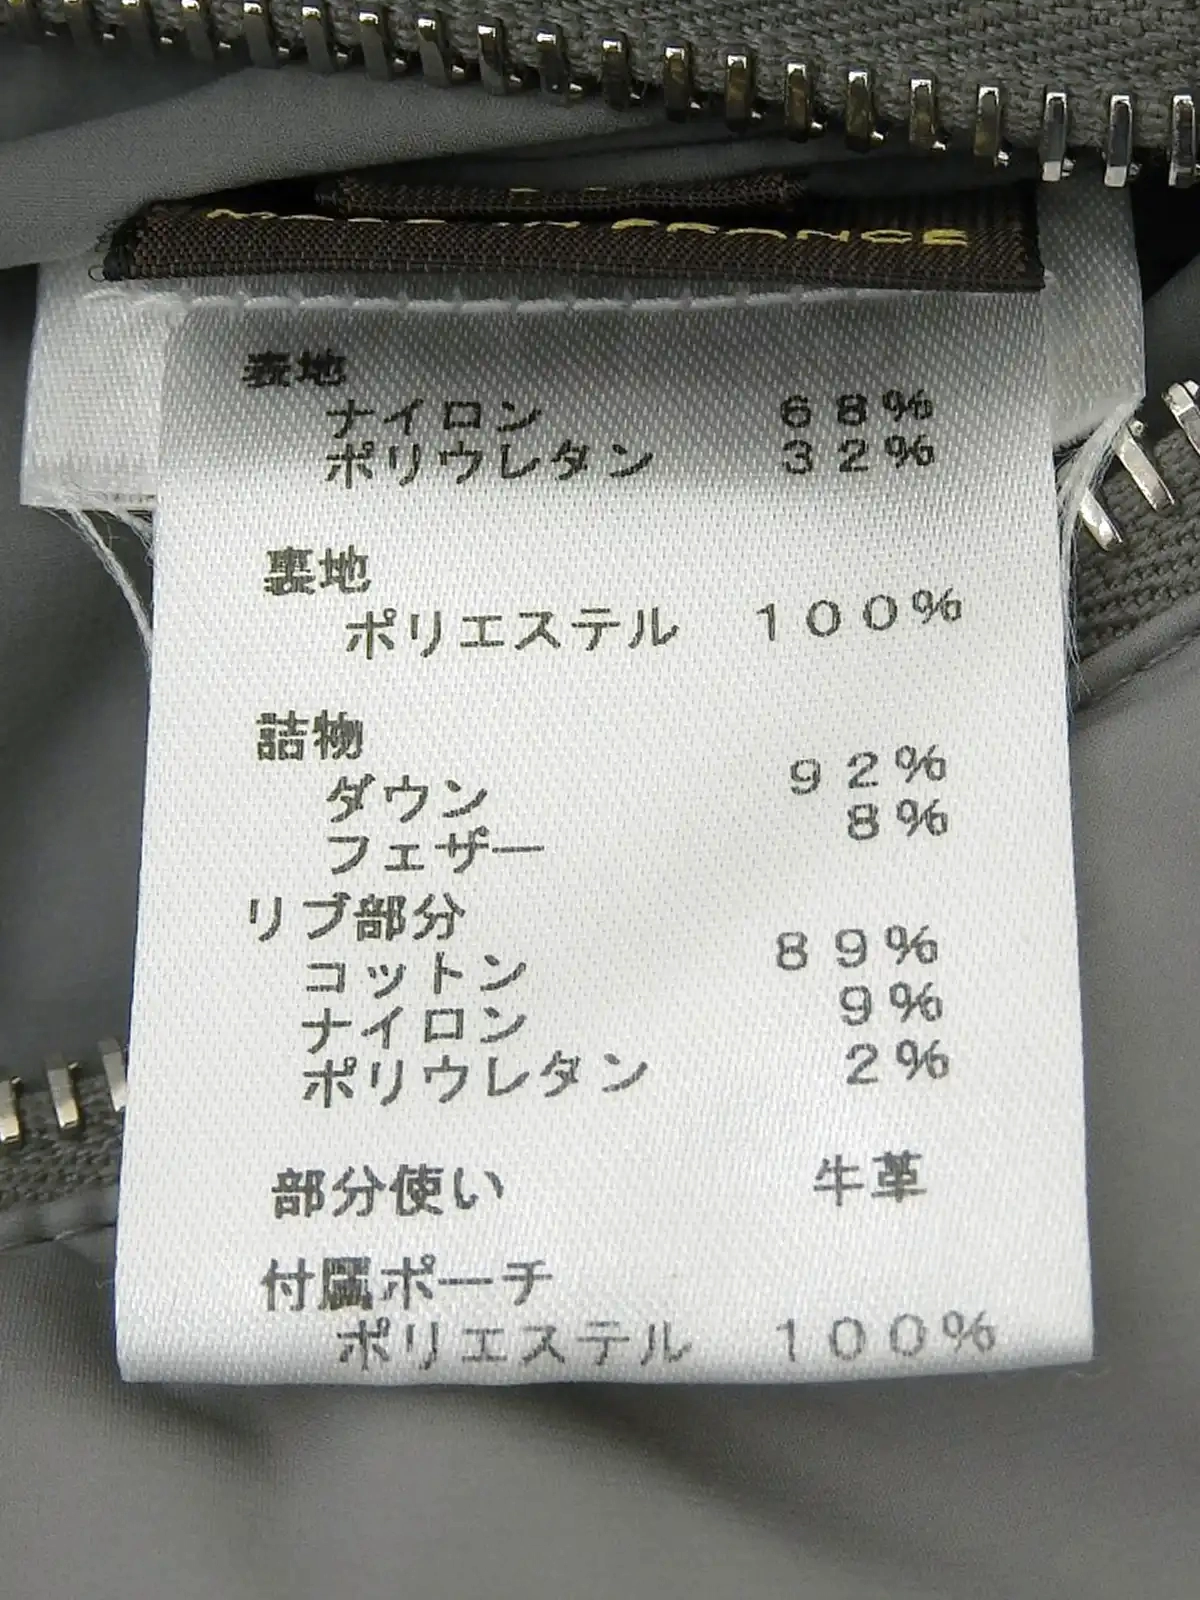 FRANCE
表地
ナイロン 68%
ポリウレタン 32%
裏地
ポリエステル 100%
詰物
ダウン 92%
フェザー 8%
リブ部分
コットン 89%
ナイロン 9%
ポリウレタン 2%
部分使い 牛革
付属ポーチ
ポリエステル 100%